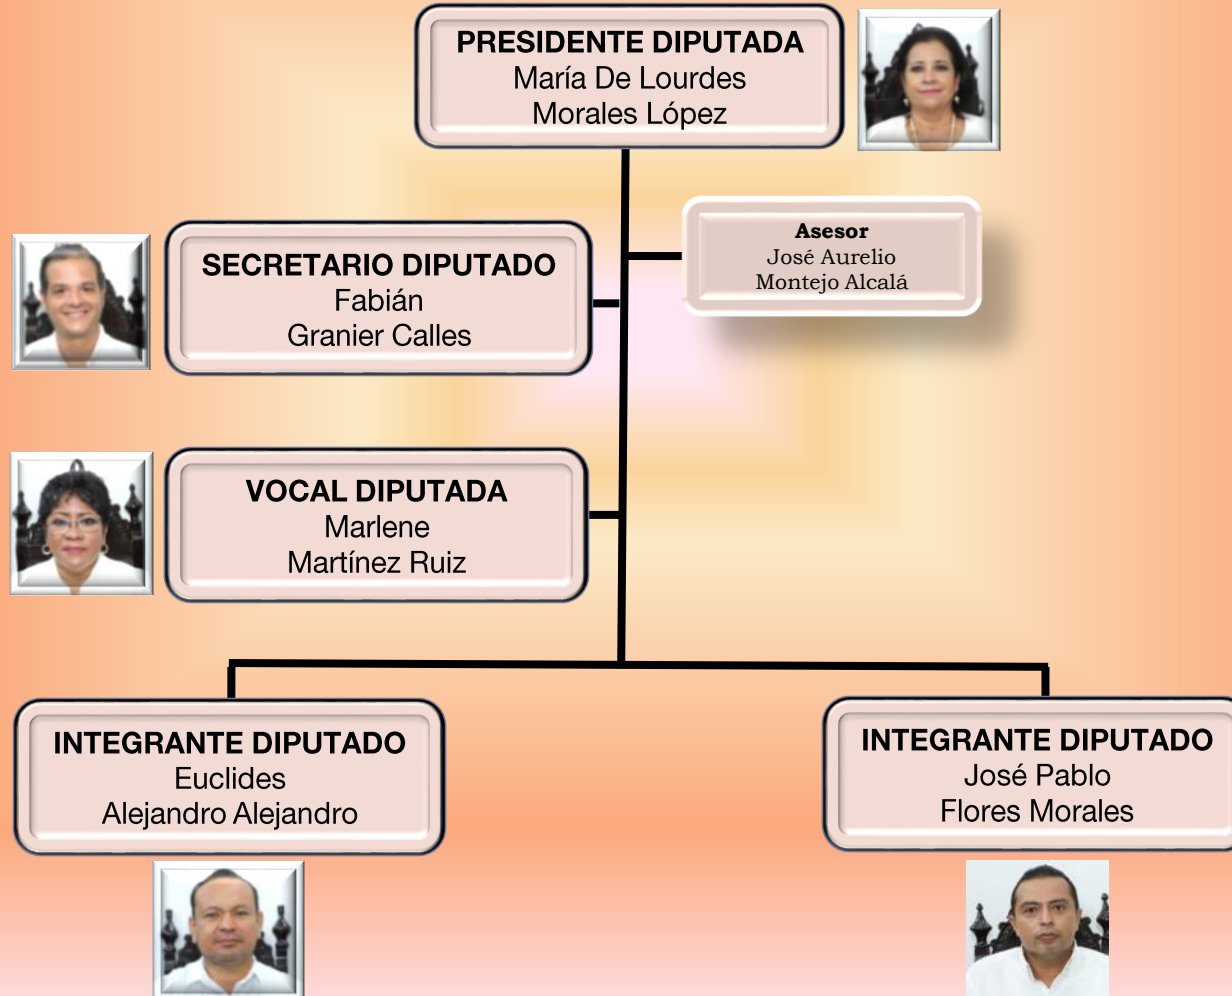 PRESIDENTE DIPUTADA
María De Lourdes
Morales López
Asesor
José Aurelio
Montejo Alcalá
SECRETARIO DIPUTADO
Fabián
Granier Calles
VOCAL DIPUTADA
Marlene
Martínez Ruiz
INTEGRANTE DIPUTADO
Euclides
Alejandro Alejandro
INTEGRANTE DIPUTADO
José Pablo
Flores Morales